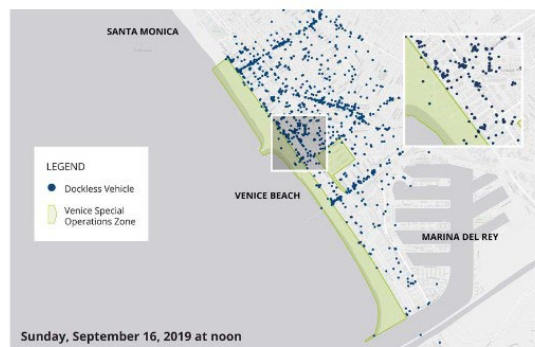 SANTA MONICA
LEGEND
Dockless Vehicle
Venice Special
Operations Zone
VENICE BEACH
MARINA DEL REY
Sunday, September 16, 2019 at noon